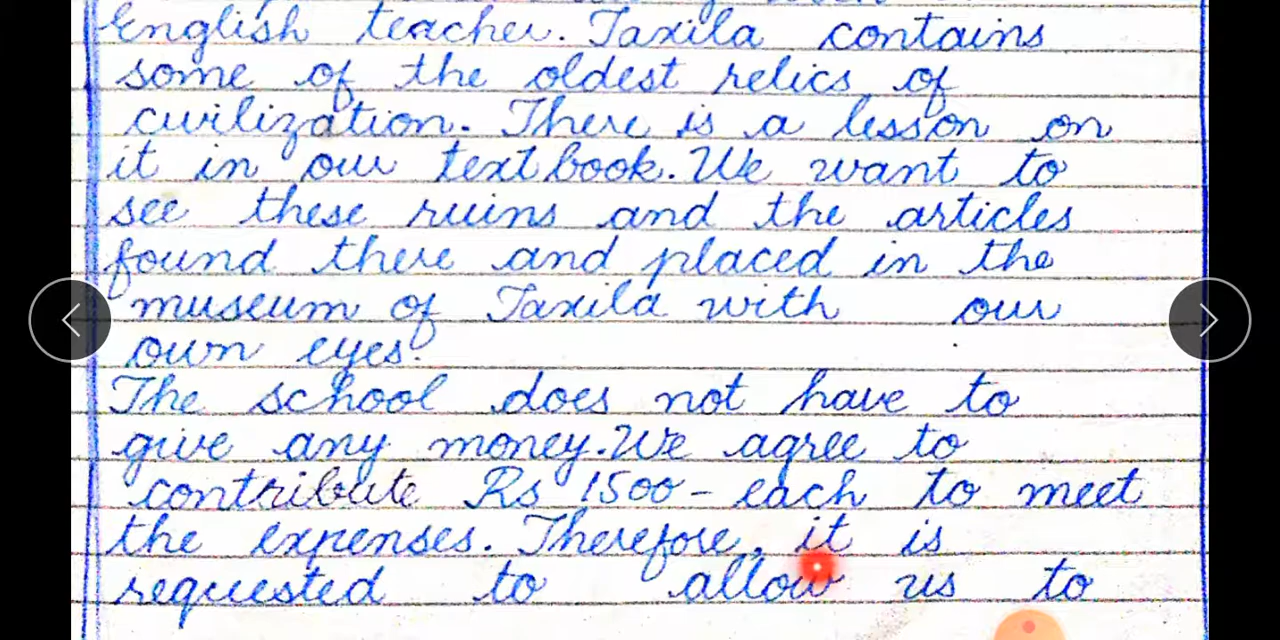 English teacher. Taxila contains
some of the oldest relics of
civilization. There is a lesson on
it in our text book. We want to
see these ruins and the articles
found there and placed in the
museum of Taxila with our
own eyes.
The school does not have to
give any money. We agree to
contribute Rs 1500 - each to meet
the expenses. Therefore, it is
requested to allow us to